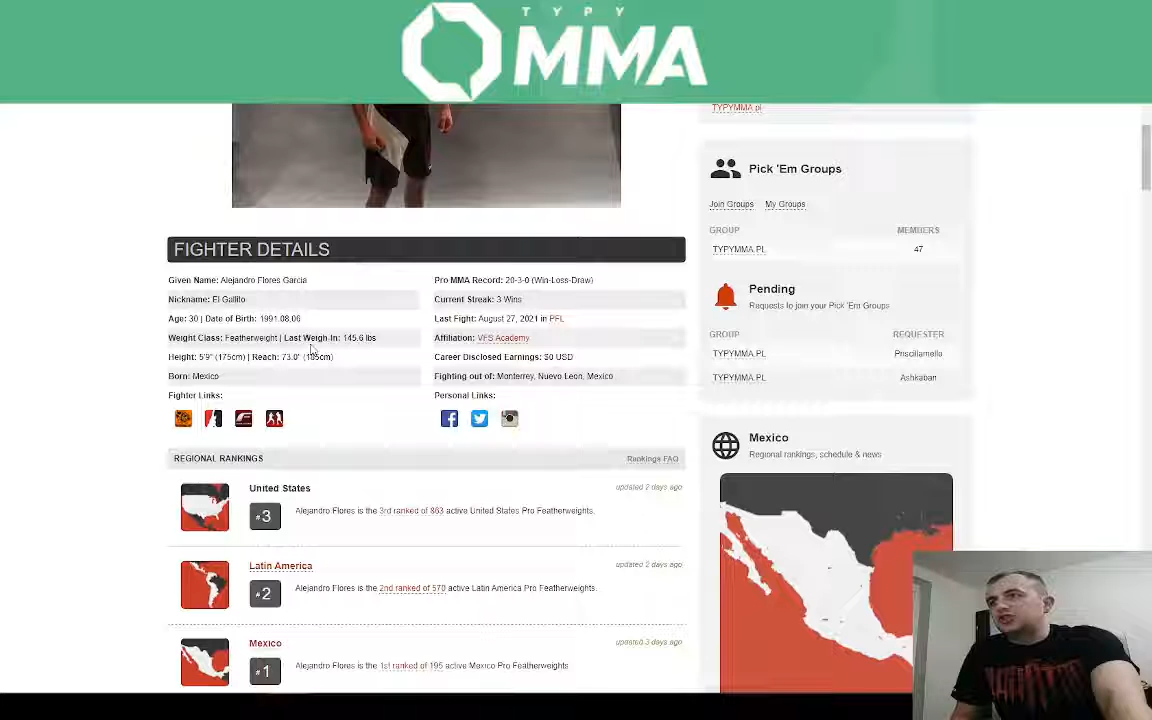 TYPY
MMA
TYPYMMA.pl
Pick 'Em Groups
Join Groups My Groups
GROUP MEMBERS
TYPYMMA.PL 47
Pending
Requests to join your Pick 'Em Groups
GROUP REQUESTER
TYPYMMA.PL Priscillamello
TYPYMMA.PL Ashkaban
Mexico
Regional rankings, schedule & news
FIGHTER DETAILS
Given Name: Alejandro Flores Garcia Pro MMA Record: 20-3-0 (Win-Loss-Draw)
Nickname: El Gallito Current Streak: 3 Wins
Age: 30 | Date of Birth: 1991.08.06 Last Fight: August 27, 2021 in PFL
Weight Class: Featherweight | Last Weigh-In: 145.6 lbs Affiliation: VFS Academy
Height: 5'9" (175cm) | Reach: 73.0" (185cm) Career Disclosed Earnings: $0 USD
Born: Mexico Fighting out of: Monterrey, Nuevo Leon, Mexico
Fighter Links: Personal Links:
REGIONAL RANKINGS Rankings FAQ
United States updated 2 days ago
#3 Alejandro Flores is the 3rd ranked of 863 active United States Pro Featherweights.
Latin America updated 2 days ago
#2 Alejandro Flores is the 2nd ranked of 570 active Latin America Pro Featherweights.
Mexico updated 3 days ago
#1 Alejandro Flores is the 1st ranked of 195 active Mexico Pro Featherweights